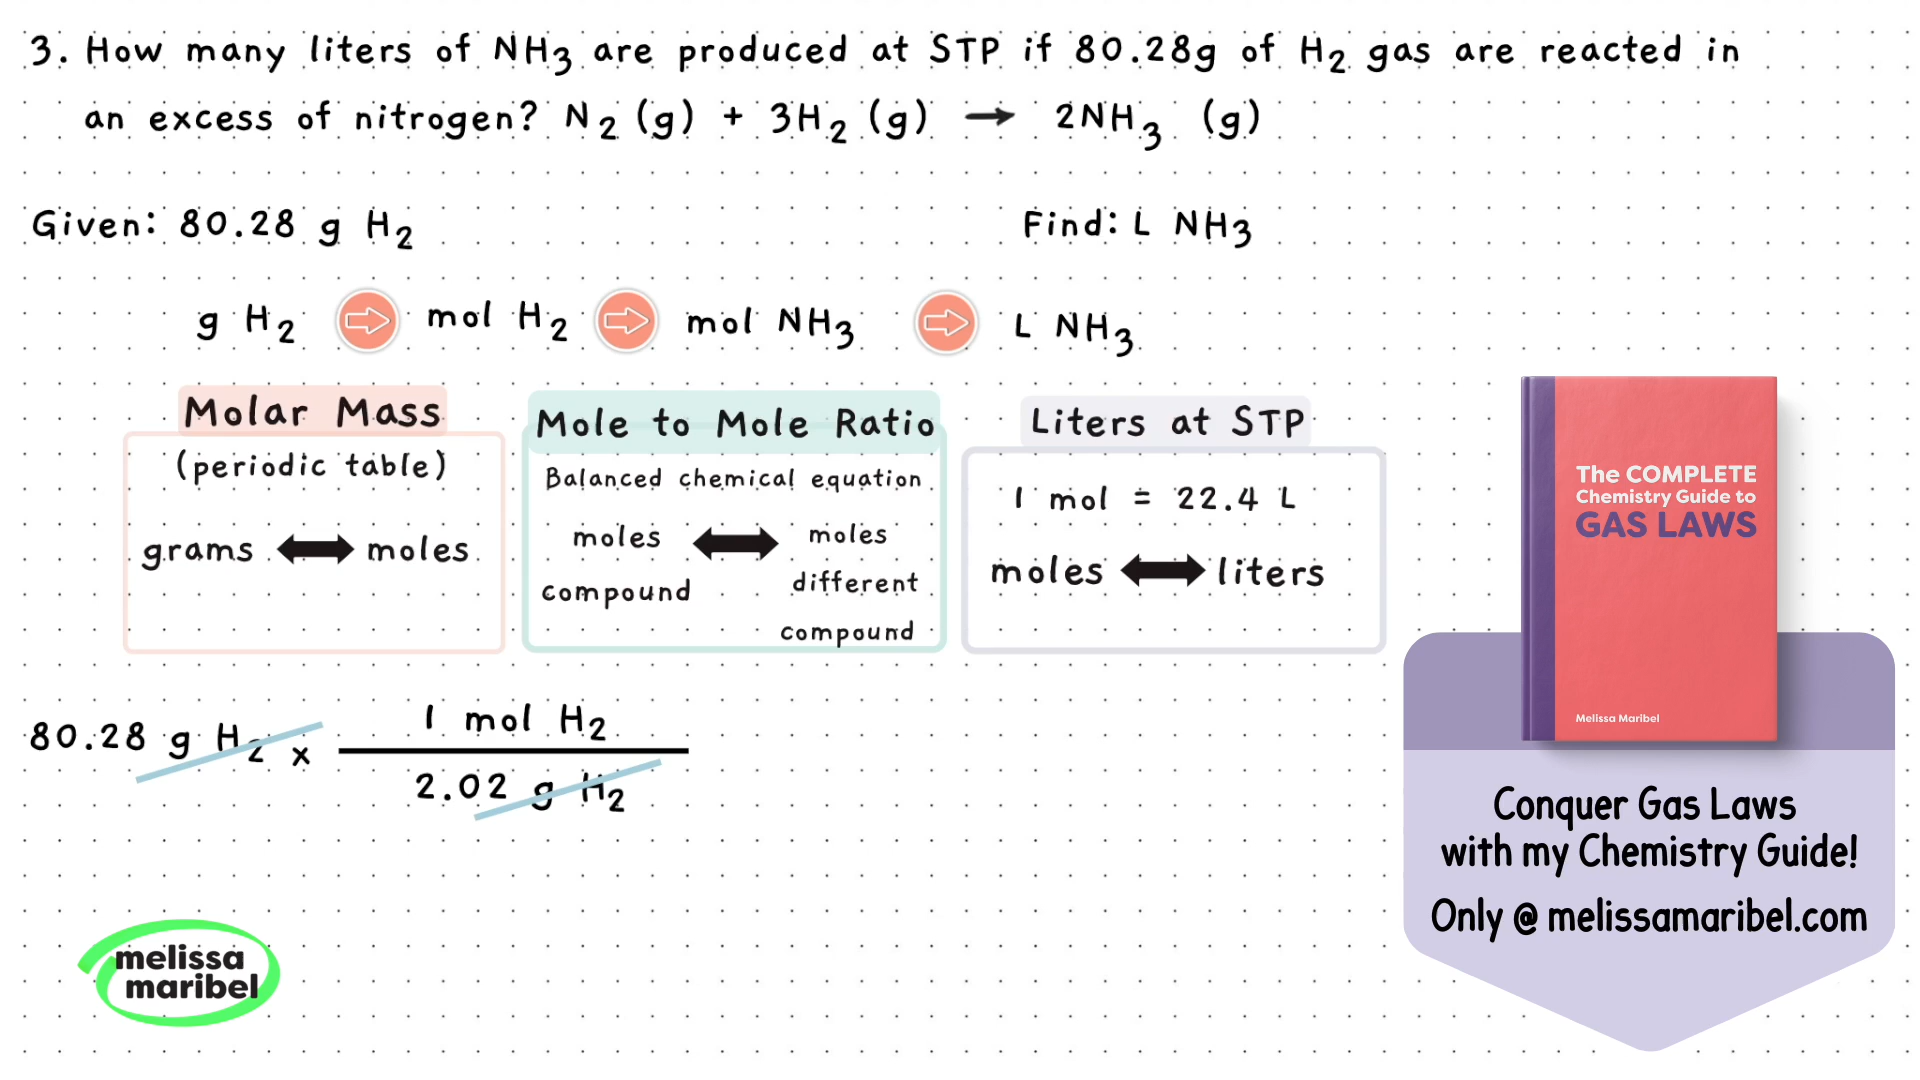 3. How many liters of NH3 are produced at STP if 80.28g of H2 gas are reacted in
an excess of nitrogen? N2 (g) + 3H2 (g) → 2NH3 (g)
Given: 80.28 g H2
Find: L NH3
g H2 ⇨ mol H2 ⇨ mol NH3 ⇨ L NH3
Molar Mass
(periodic table)
grams ↔ moles
Mole to Mole Ratio
Balanced chemical equation
moles ↔ moles
compound different
compound
Liters at STP
1 mol = 22.4 L
moles ↔ liters
80.28 g H2 x
1 mol H2
2.02 g H2
The COMPLETE
Chemistry Guide to
GAS LAWS
Melissa Maribel
Conquer Gas Laws
with my Chemistry Guide!
Only @ melissamaribel.com
melissa
maribel